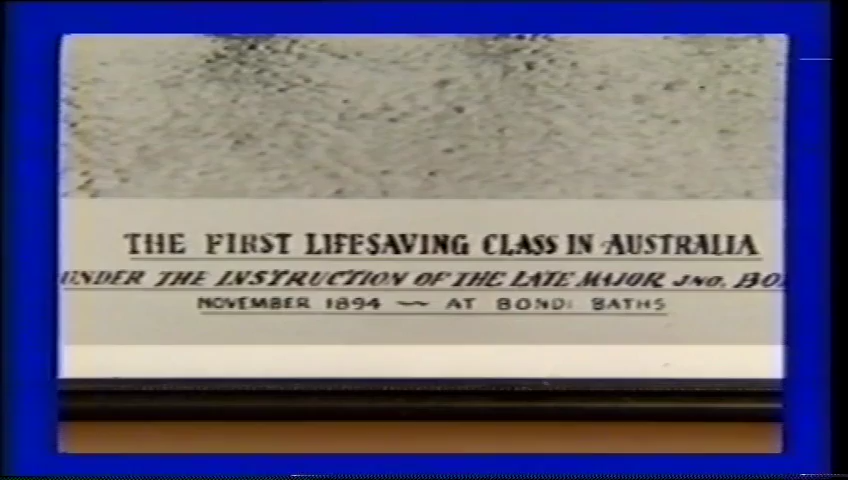 THE FIRST LIFESAVING CLASS IN AUSTRALIA
UNDER THE INSTRUCTION OF THE LATE MAJOR JNO. BO
NOVEMBER 1894 ~ AT BONDI BATHS